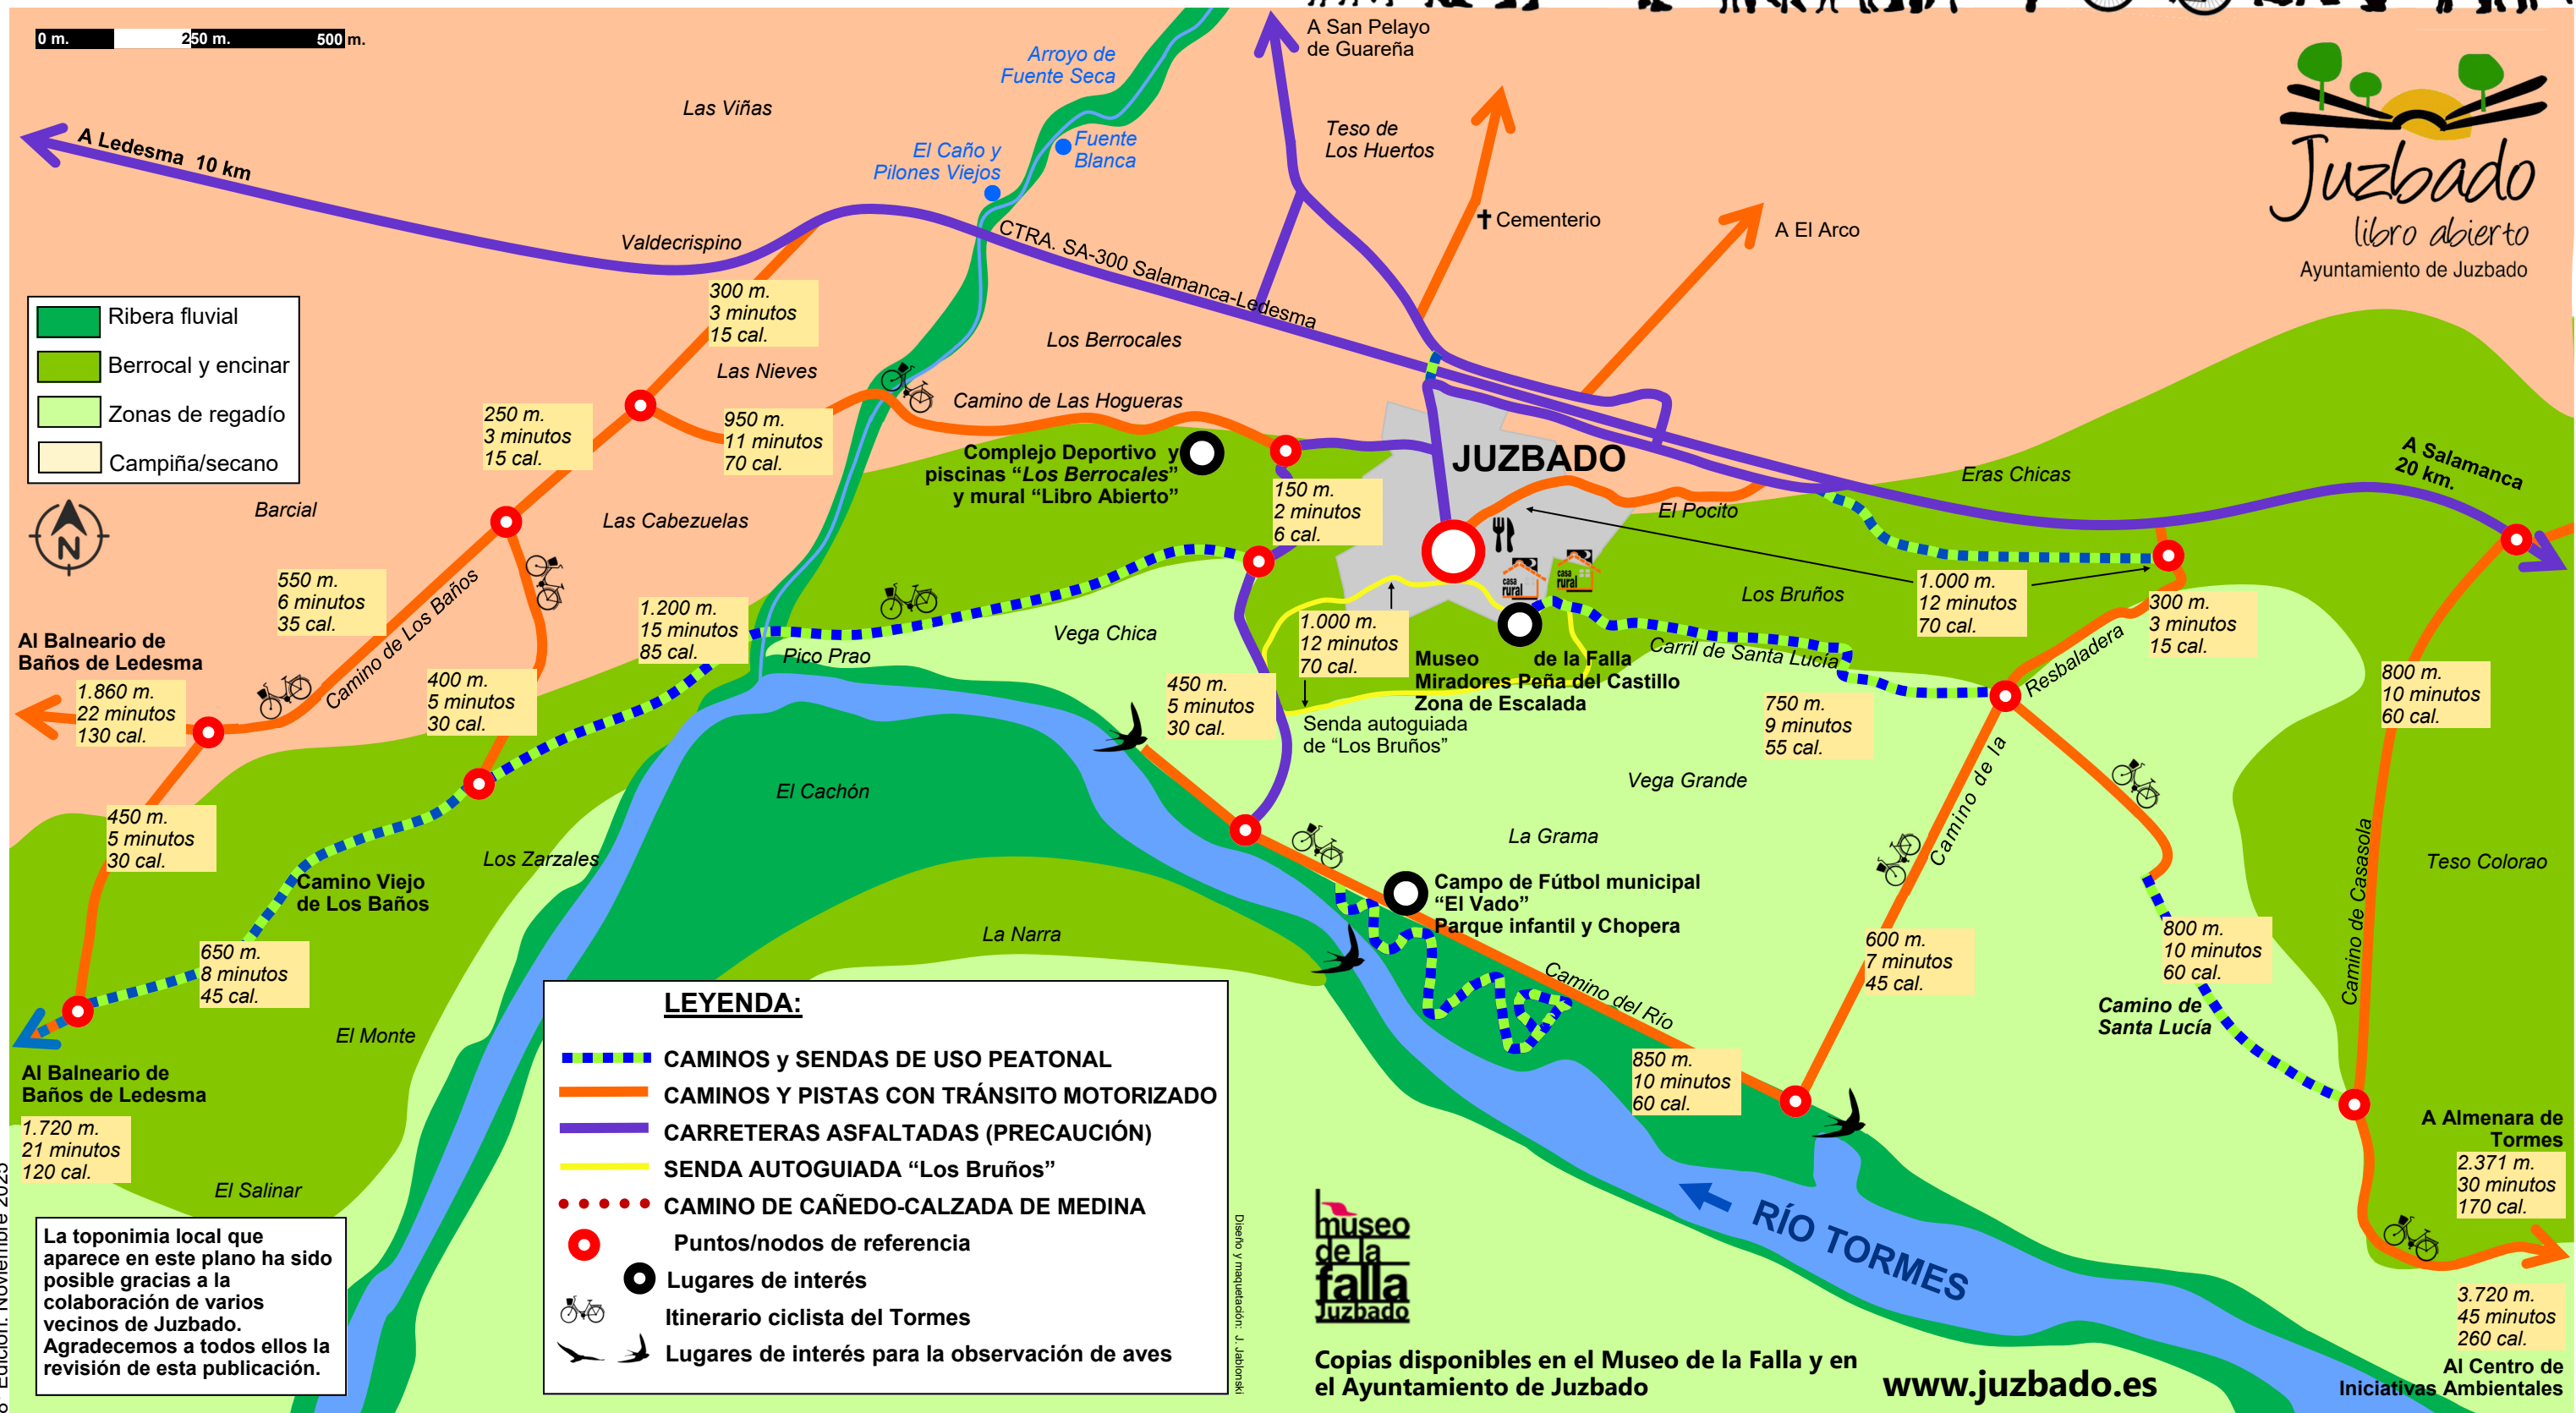 0 m.
250 m.
500 m.
A San Pelayo
de Guareña
Arroyo de
Fuente Seca
Las Viñas
Fuente
Blanca
El Caño y
Pilones Viejos
Teso de
Los Huertos
Cementerio
A El Arco
Juzbado
libro abierto
Ayuntamiento de Juzbado
A Ledesma 10 km
Valdecrispino
CTRA. SA-300 Salamanca-Ledesma
Ribera fluvial
Berrocal y encinar
Zonas de regadío
Campiña/secano
N
300 m.
3 minutos
15 cal.
Las Nieves
Los Berrocales
250 m.
3 minutos
15 cal.
950 m.
11 minutos
70 cal.
Camino de Las Hogueras
Complejo Deportivo y
piscinas “Los Berrocales”
y mural “Libro Abierto”
JUZBADO
150 m.
2 minutos
6 cal.
El Pocito
Eras Chicas
A Salamanca
20 km.
Barcial
Las Cabezuelas
550 m.
6 minutos
35 cal.
Camino de Los Baños
1.200 m.
15 minutos
85 cal.
Pico Prao
Vega Chica
casa
rural
casa
rural
1.000 m.
12 minutos
70 cal.
Los Bruños
1.000 m.
12 minutos
70 cal.
300 m.
3 minutos
15 cal.
Al Balneario de
Baños de Ledesma
1.860 m.
22 minutos
130 cal.
400 m.
5 minutos
30 cal.
450 m.
5 minutos
30 cal.
Museo de la Falla
Miradores Peña del Castillo
Zona de Escalada
Carril de Santa Lucía
Senda autoguiada
de “Los Bruños”
750 m.
9 minutos
55 cal.
Camino de la
Resbaladera
800 m.
10 minutos
60 cal.
450 m.
5 minutos
30 cal.
El Cachón
Vega Grande
La Grama
Los Zarzales
Camino Viejo
de Los Baños
Campo de Fútbol municipal
“El Vado”
Parque infantil y Chopera
Camino de Casasola
Teso Colorao
La Narra
650 m.
8 minutos
45 cal.
600 m.
7 minutos
45 cal.
800 m.
10 minutos
60 cal.
Camino del Río
Camino de
Santa Lucía
El Monte
850 m.
10 minutos
60 cal.
Al Balneario de
Baños de Ledesma
1.720 m.
21 minutos
120 cal.
El Salinar
A Almenara de
Tormes
2.371 m.
30 minutos
170 cal.
3.720 m.
45 minutos
260 cal.
Al Centro de
Iniciativas Ambientales
RÍO TORMES
LEYENDA:
CAMINOS y SENDAS DE USO PEATONAL
CAMINOS Y PISTAS CON TRÁNSITO MOTORIZADO
CARRETERAS ASFALTADAS (PRECAUCIÓN)
SENDA AUTOGUIADA “Los Bruños”
CAMINO DE CAÑEDO-CALZADA DE MEDINA
Puntos/nodos de referencia
Lugares de interés
Itinerario ciclista del Tormes
Lugares de interés para la observación de aves
La toponimia local que
aparece en este plano ha sido
posible gracias a la
colaboración de varios
vecinos de Juzbado.
Agradecemos a todos ellos la
revisión de esta publicación.
Edición: Noviembre 2025
Diseño y maquetación: J. Jablonski
museo
de la
falla
Juzbado
Copias disponibles en el Museo de la Falla y en
el Ayuntamiento de Juzbado
www.juzbado.es